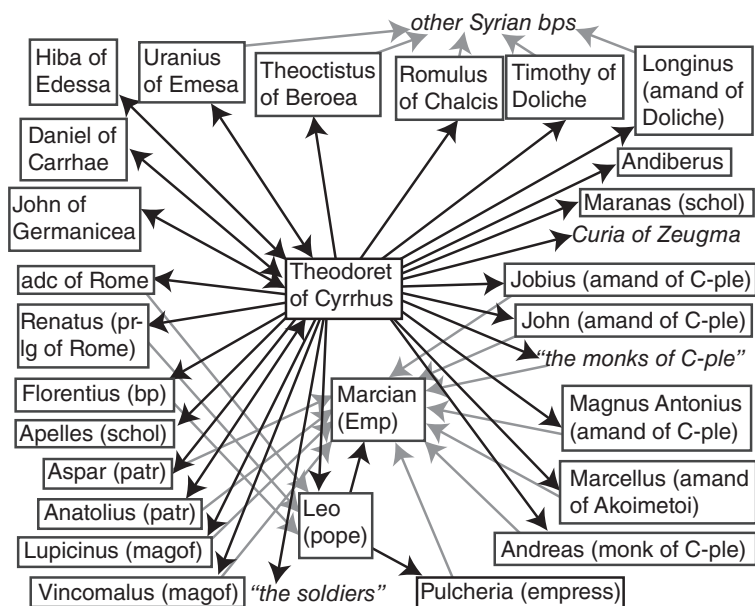 other Syrian bps
Hiba of
Edessa
Uranius
of Emesa
Theoctistus
of Beroea
Romulus
of Chalcis
Timothy of
Doliche
Longinus
(amand of
Doliche)
Daniel of
Carrhae
Andiberus
John of
Germanicea
Maranas (schol)
Curia of Zeugma
Theodoret
of Cyrrhus
adc of Rome
Jobius (amand of C-ple)
Renatus (pr-
lg of Rome)
John (amand of C-ple)
"the monks of C-ple"
Florentius (bp)
Marcian
(Emp)
Magnus Antonius
(amand of C-ple)
Apelles (schol)
Aspar (patr)
Marcellus (amand
of Akoimetoi)
Anatolius (patr)
Leo
(pope)
Lupicinus (magof)
Andreas (monk of C-ple)
Vincomalus (magof)
"the soldiers"
Pulcheria (empress)